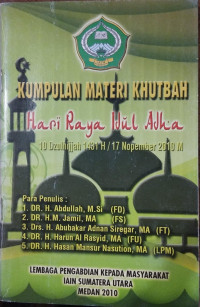 KUMPULAN MATERI KHUTBAH
Hari Raya Idul Adha
10 Dzulhijjah 1431 H / 17 Nopember 2010 M
Para Penulis :
1. DR. H. Abdullah, M.Si (FD)
2. DR. H.M. Jamil, MA (FS)
3. Drs. H. Abubakar Adnan Siregar, MA (FT)
4. DR. H. Harun Al Rasyid, MA (FU)
5. DR. H. Hasan Mansur Nasution, MA (LPM)
LEMBAGA PENGABDIAN KEPADA MASYARAKAT
IAIN SUMATERA UTARA
MEDAN 2010